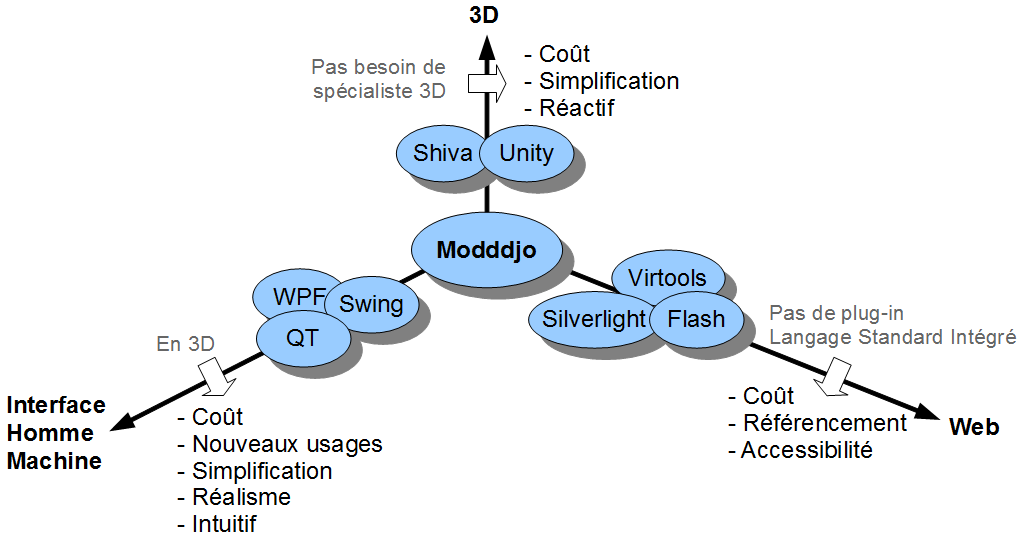 3D
Pas besoin de
spécialiste 3D
- Coût
- Simplification
- Réactif
Shiva
Unity
Modddjo
WPF
Swing
QT
Virtools
Silverlight
Flash
En 3D
Interface
Homme
Machine
- Coût
- Nouveaux usages
- Simplification
- Réalisme
- Intuitif
Pas de plug-in
Langage Standard Intégré
- Coût
- Référencement
- Accessibilité
Web